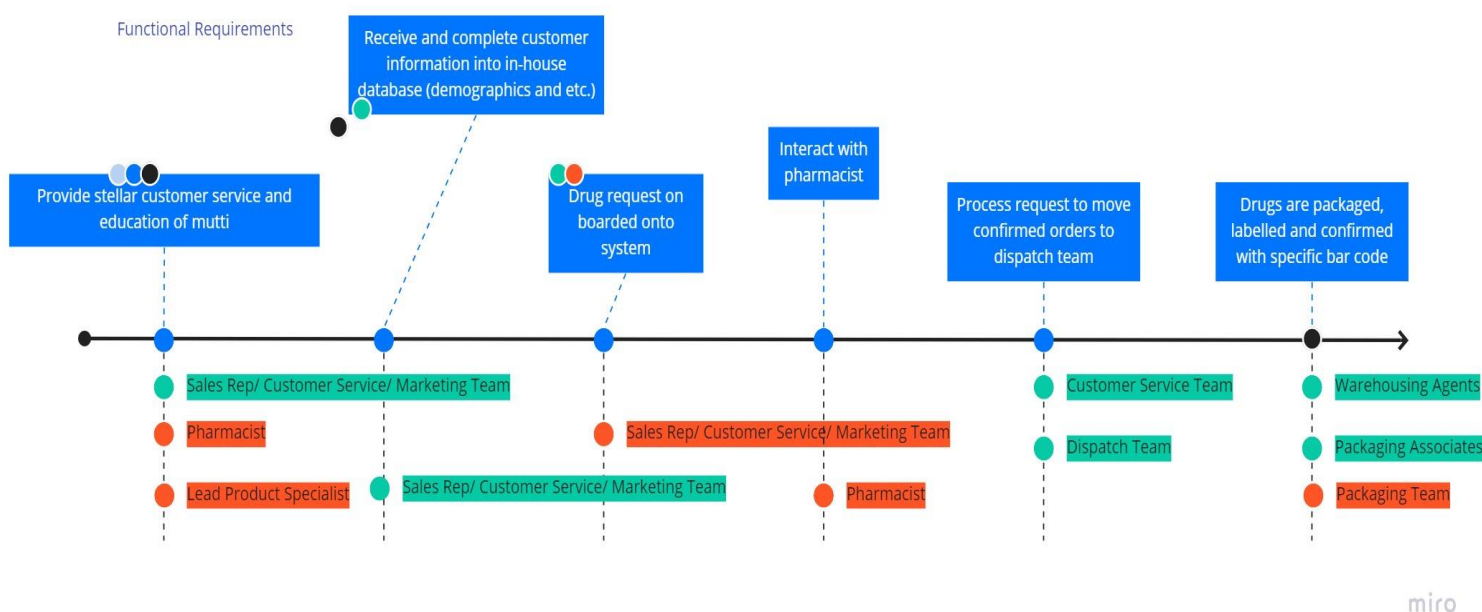 Functional Requirements
Receive and complete customer
information into in-house
database (demographics and etc.)
Provide stellar customer service and
education of mutti
Drug request on
boarded onto
system
Interact with
pharmacist
Process request to move
confirmed orders to
dispatch team
Drugs are packaged,
labelled and confirmed
with specific bar code
Sales Rep/ Customer Service/ Marketing Team
Pharmacist
Lead Product Specialist
Sales Rep/ Customer Service/ Marketing Team
Sales Rep/ Customer Service/ Marketing Team
Pharmacist
Customer Service Team
Dispatch Team
Warehousing Agents
Packaging Associates
Packaging Team
miro